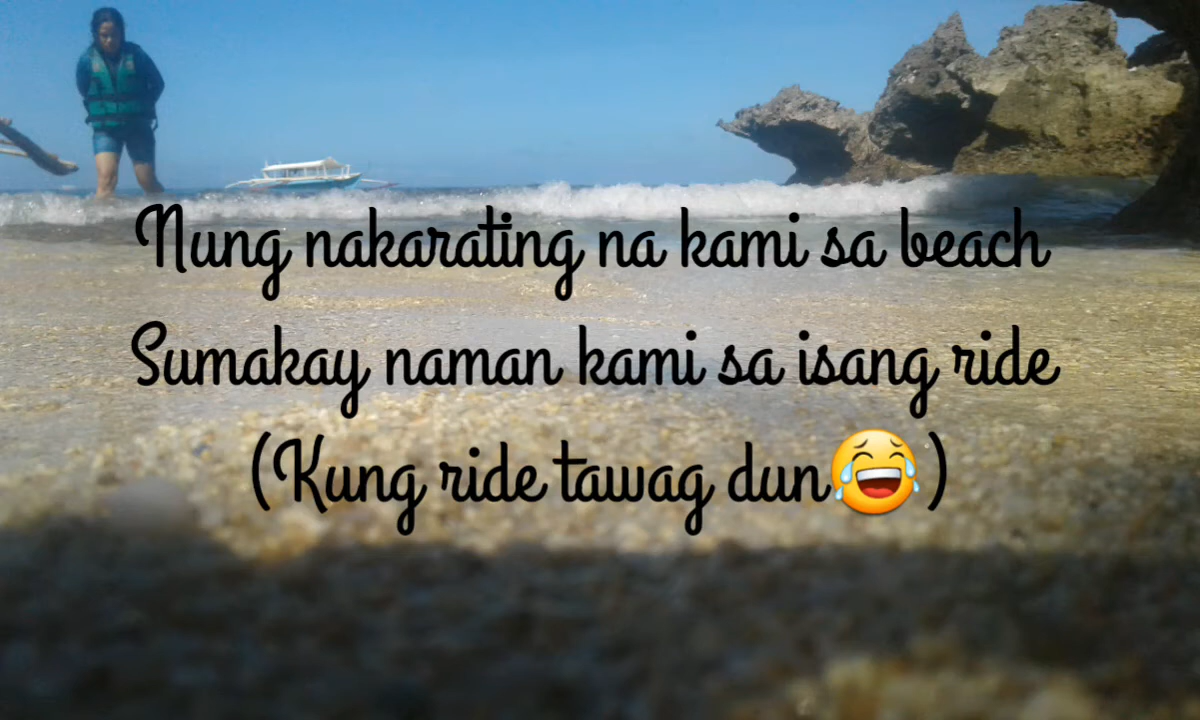 Nung nakarating na kami sa beach
Sumakay naman kami sa isang ride
(Kung ride tawag dun😂)